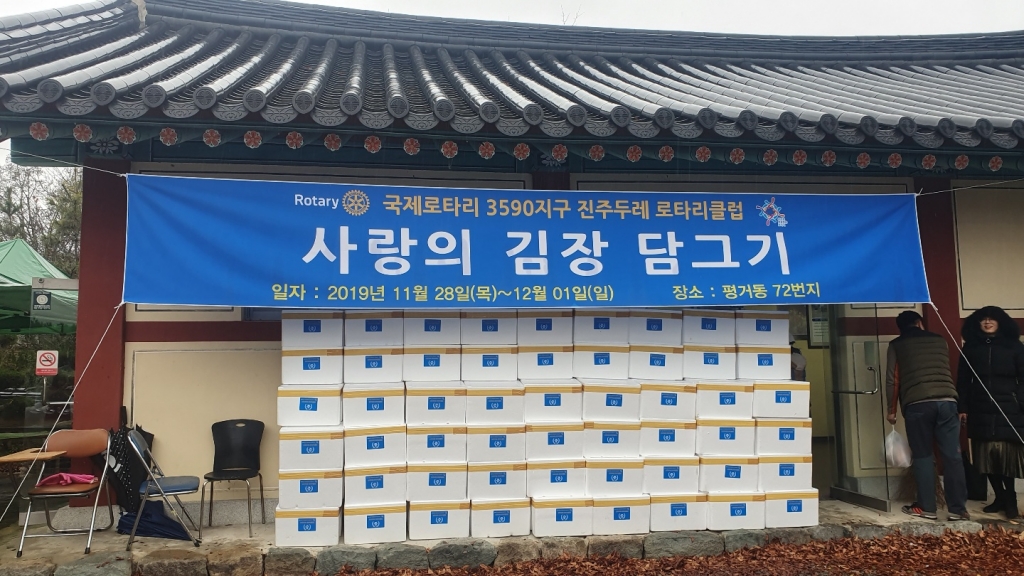 Rotary 국제로타리 3590지구 진주두레 로타리클럽
사랑의 김장 담그기
일자 : 2019년 11월 28일(목)~12월 01일(일) 장소 : 평거동 72번지